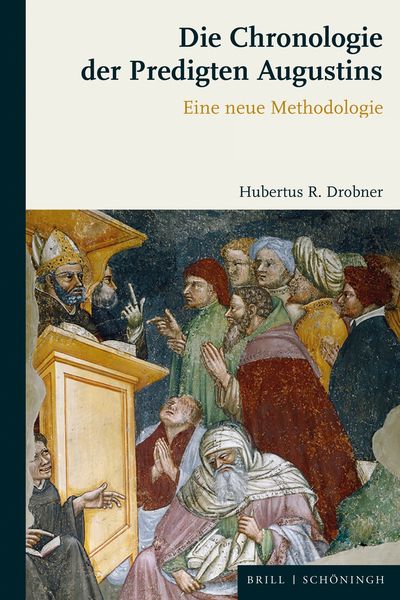 Die Chronologie
der Predigten Augustins
Eine neue Methodologie
Hubertus R. Drobner
BRILL | SCHÖNINGH